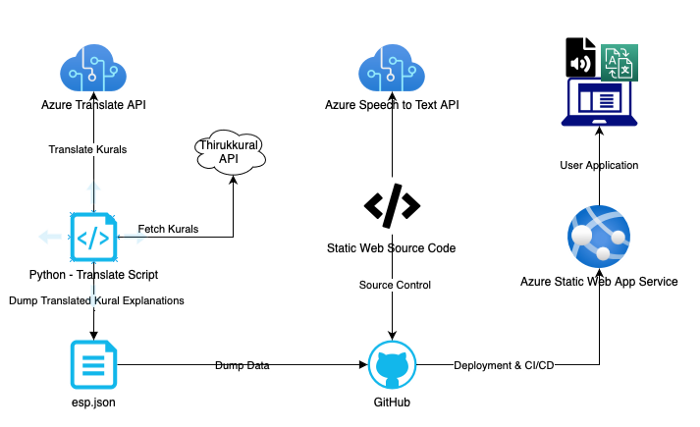 Azure Translate API
Azure Speech to Text API
A
文
Translate Kurals
Thirukkural
API
User Application
Fetch Kurals
Static Web Source Code
Python - Translate Script
Azure Static Web App Service
Source Control
Dump Translated Kural Explanations
Dump Data
Deployment & CI/CD
esp.json
GitHub